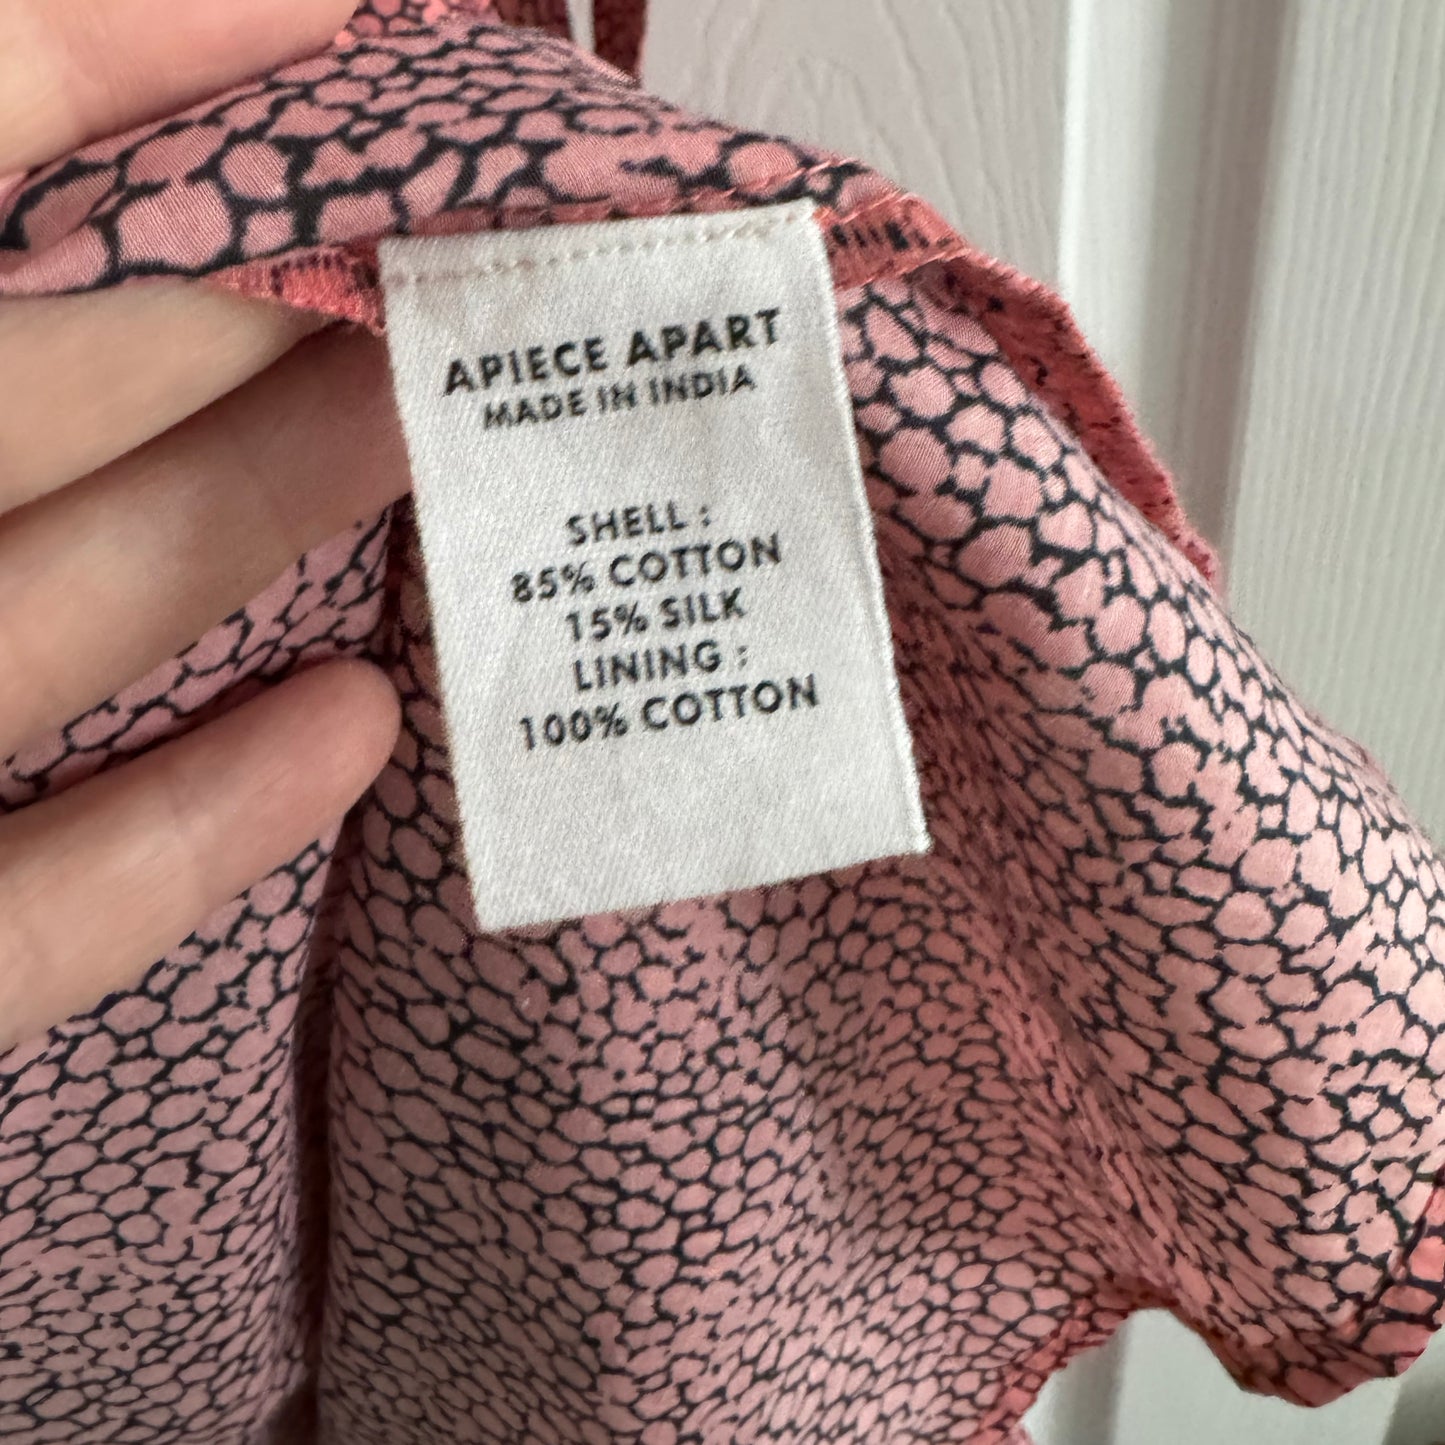 APIECE APART
MADE IN INDIA
SHELL :
85% COTTON
15% SILK
LINING :
100% COTTON